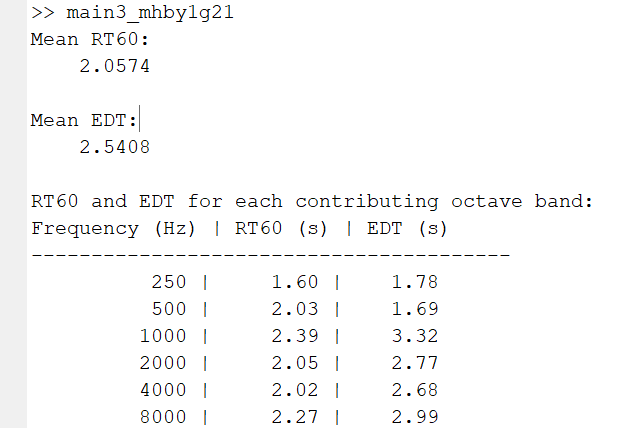 >> main3_mhby1g21
Mean RT60:
2.0574
Mean EDT:
2.5408
RT60 and EDT for each contributing octave band:
Frequency (Hz) | RT60 (s) | EDT (s)
----------------------------------------
250 | 1.60 | 1.78
500 | 2.03 | 1.69
1000 | 2.39 | 3.32
2000 | 2.05 | 2.77
4000 | 2.02 | 2.68
8000 | 2.27 | 2.99